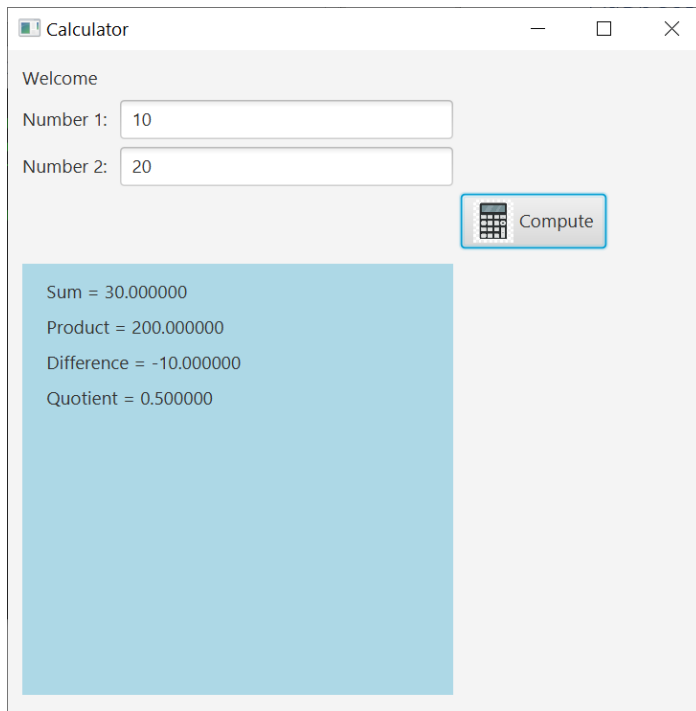 Calculator
Welcome
Number 1: 10
Number 2: 20
Compute
Sum = 30.000000
Product = 200.000000
Difference = -10.000000
Quotient = 0.500000